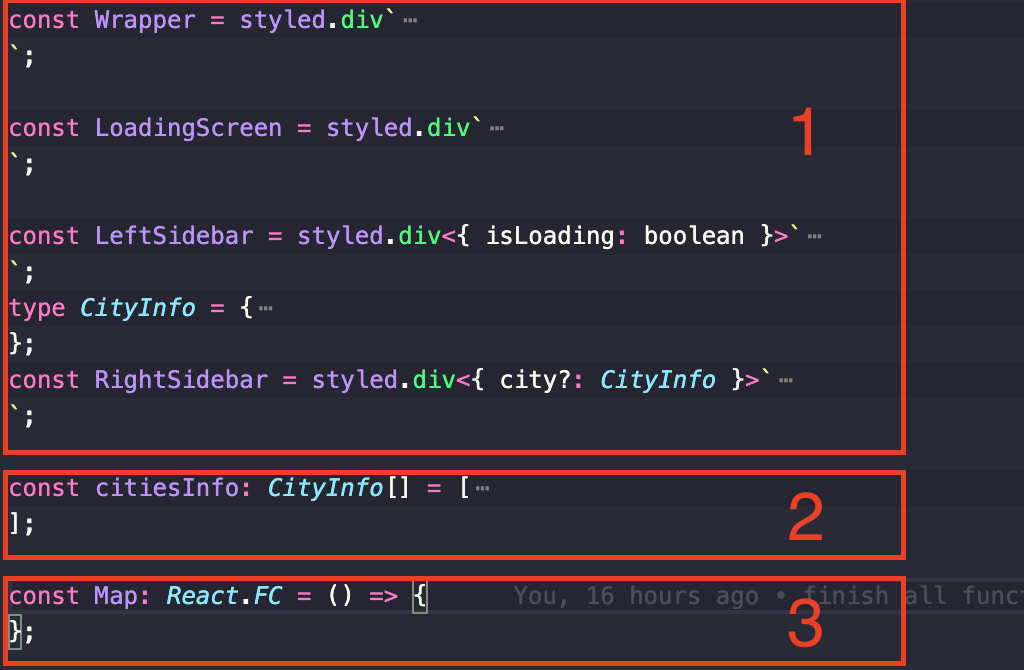 const Wrapper = styled.div`…
`;
const LoadingScreen = styled.div`…
`;
1
const LeftSidebar = styled.div<{ isLoading: boolean }>`…
`;
type CityInfo = {…
};
const RightSidebar = styled.div<{ city?: CityInfo }>`…
`;
const citiesInfo: CityInfo[] = […
];
2
const Map: React.FC = () => { You, 16 hours ago • finish all func
};
3